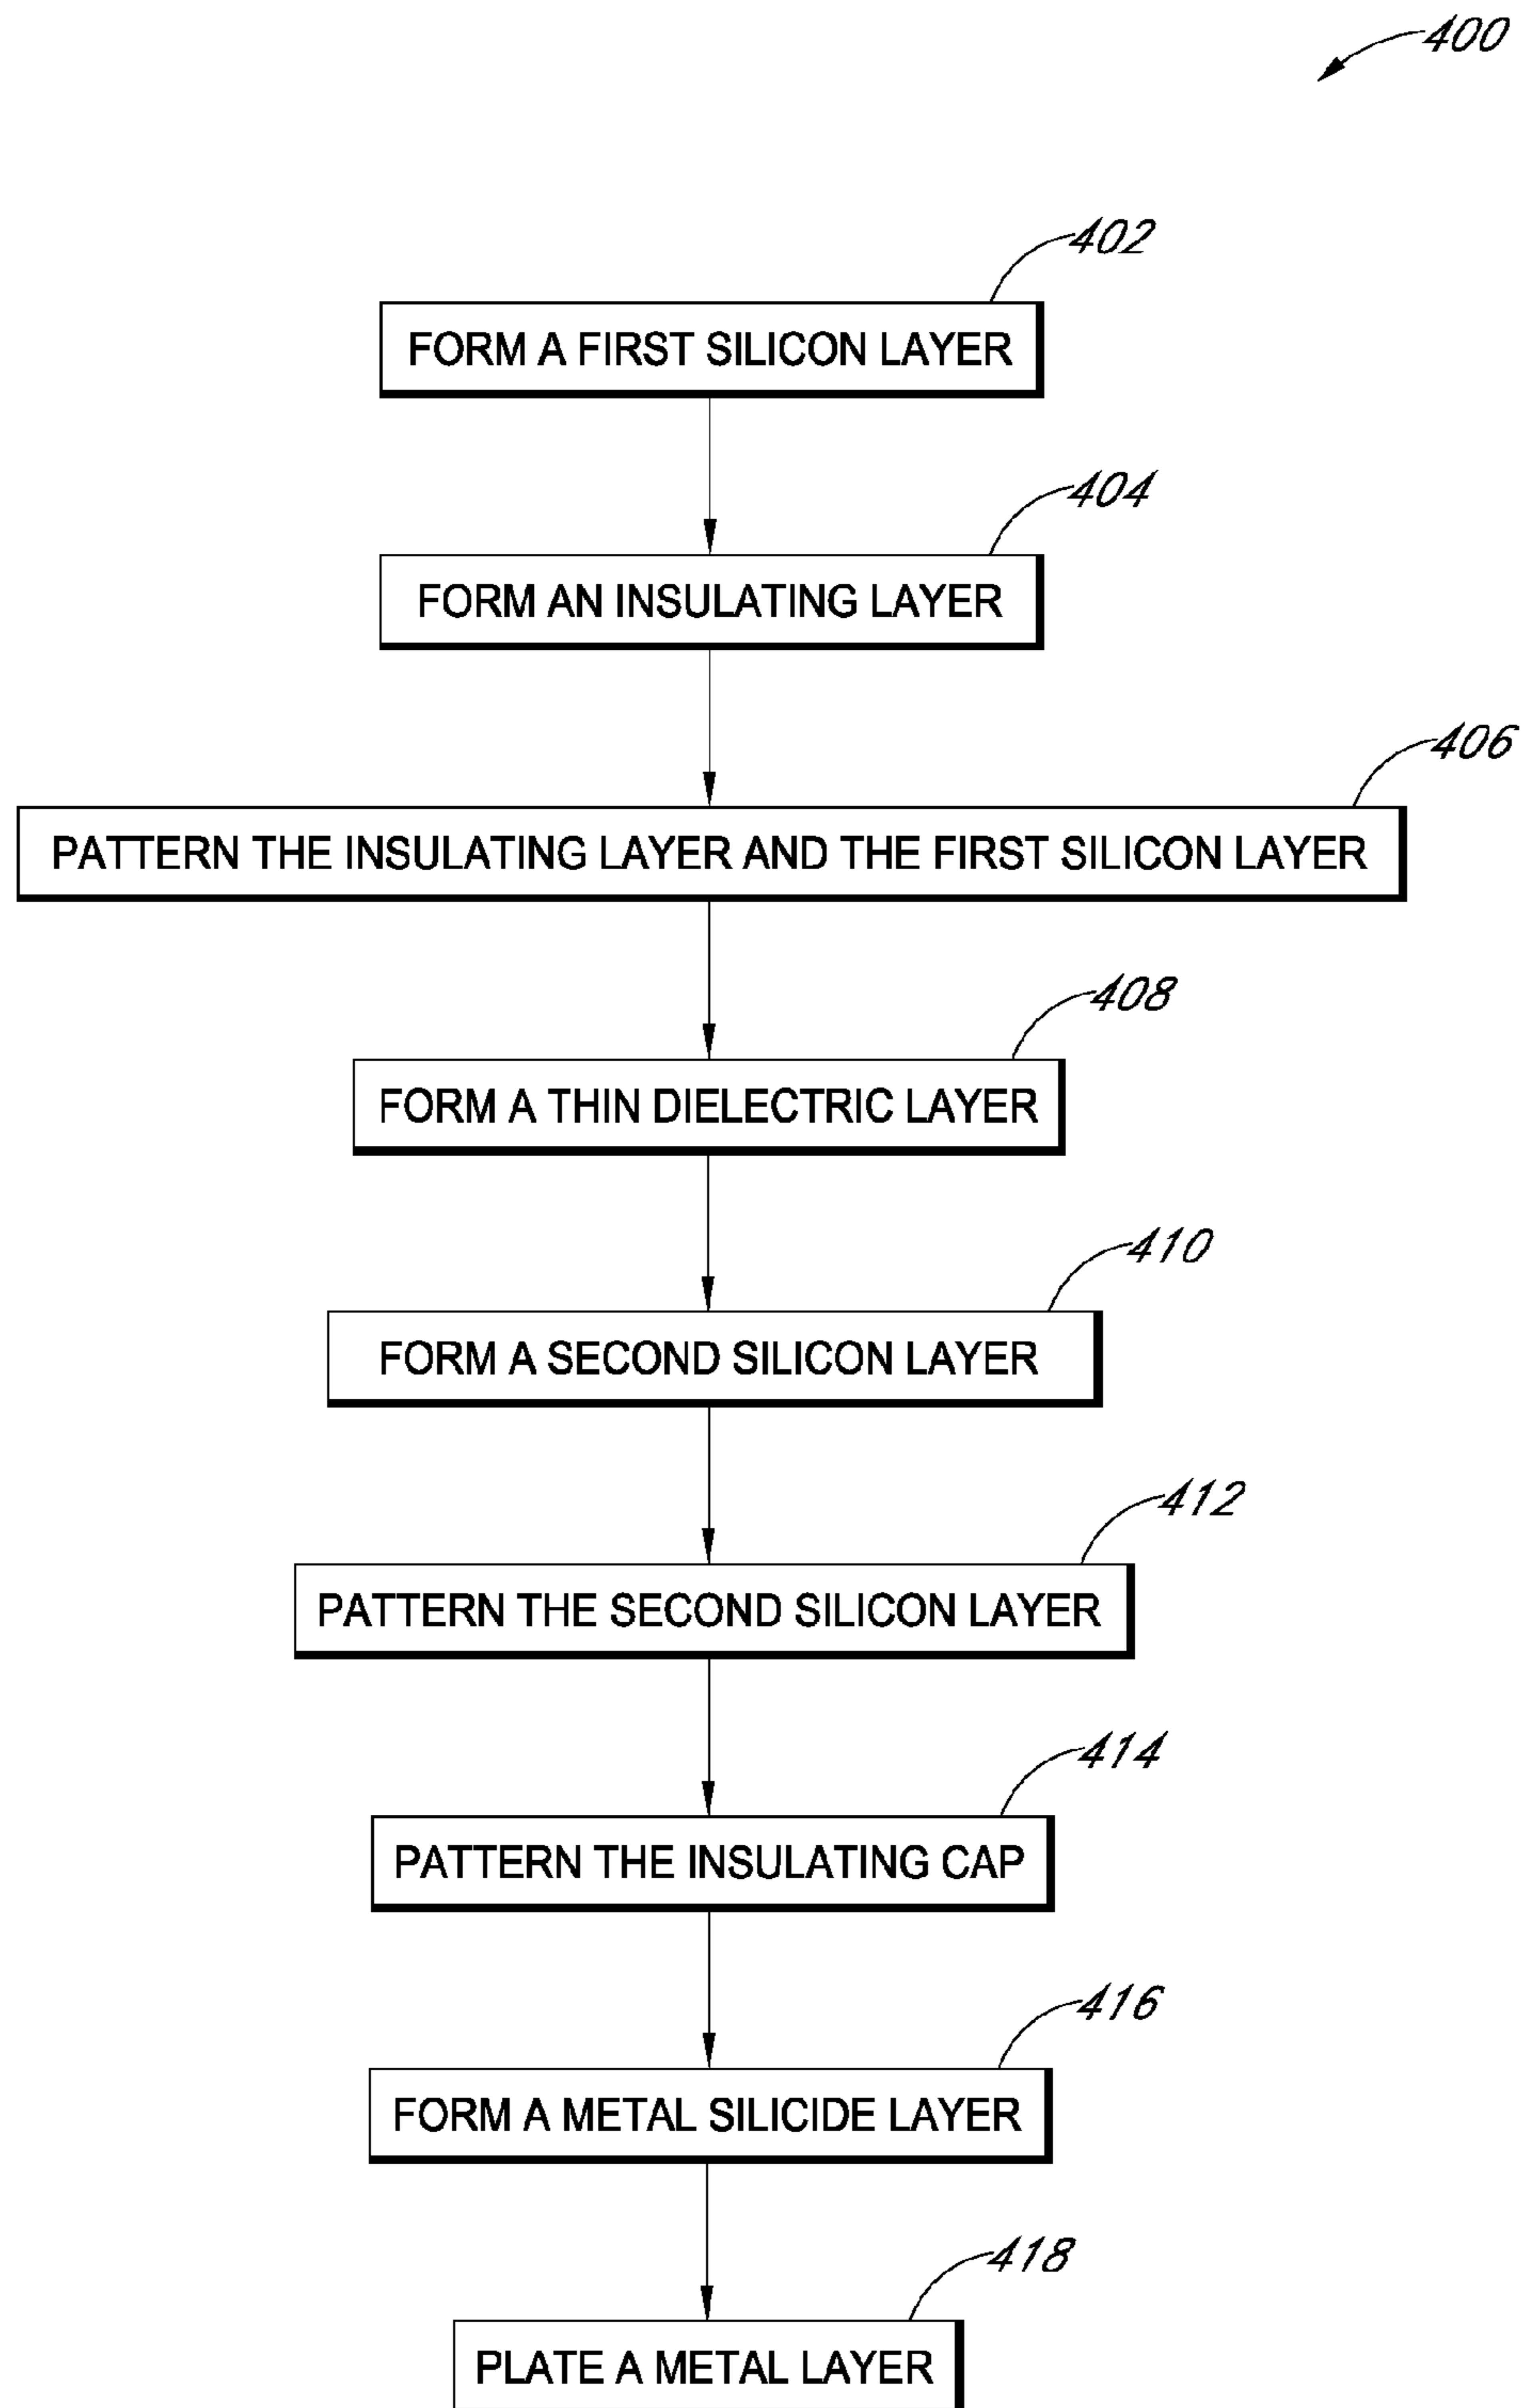 400
402
FORM A FIRST SILICON LAYER
404
FORM AN INSULATING LAYER
406
PATTERN THE INSULATING LAYER AND THE FIRST SILICON LAYER
408
FORM A THIN DIELECTRIC LAYER
410
FORM A SECOND SILICON LAYER
412
PATTERN THE SECOND SILICON LAYER
414
PATTERN THE INSULATING CAP
416
FORM A METAL SILICIDE LAYER
418
PLATE A METAL LAYER